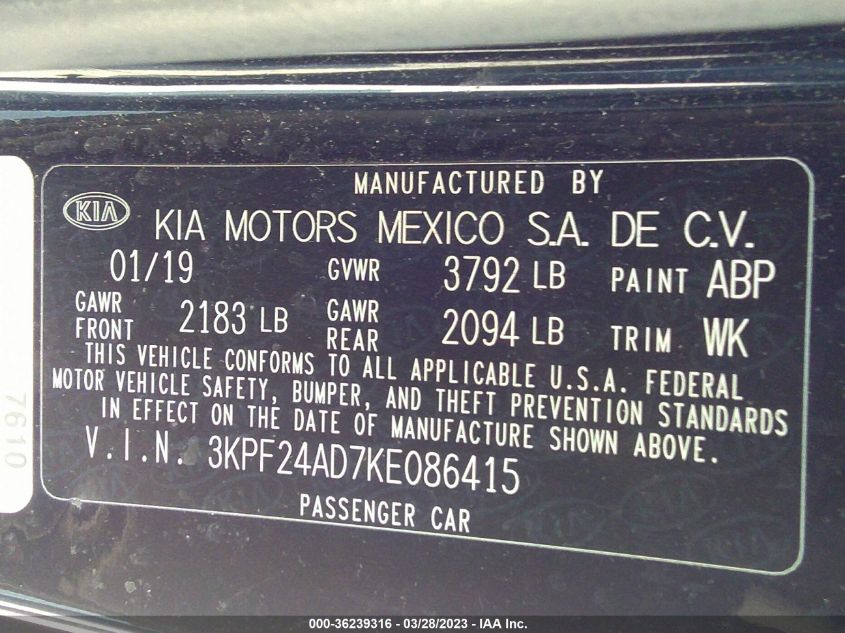 MANUFACTURED BY
KIA
KIA MOTORS MEXICO S.A. DE C.V.
01/19 GVWR 3792 LB PAINT ABP
GAWR FRONT 2183 LB GAWR REAR 2094 LB TRIM WK
THIS VEHICLE CONFORMS TO ALL APPLICABLE U.S.A. FEDERAL
MOTOR VEHICLE SAFETY, BUMPER, AND THEFT PREVENTION STANDARDS
IN EFFECT ON THE DATE OF MANUFACTURE SHOWN ABOVE.
V.I.N. 3KPF24AD7KE086415
PASSENGER CAR
7610
000-36239316 - 03/28/2023 - IAA Inc.